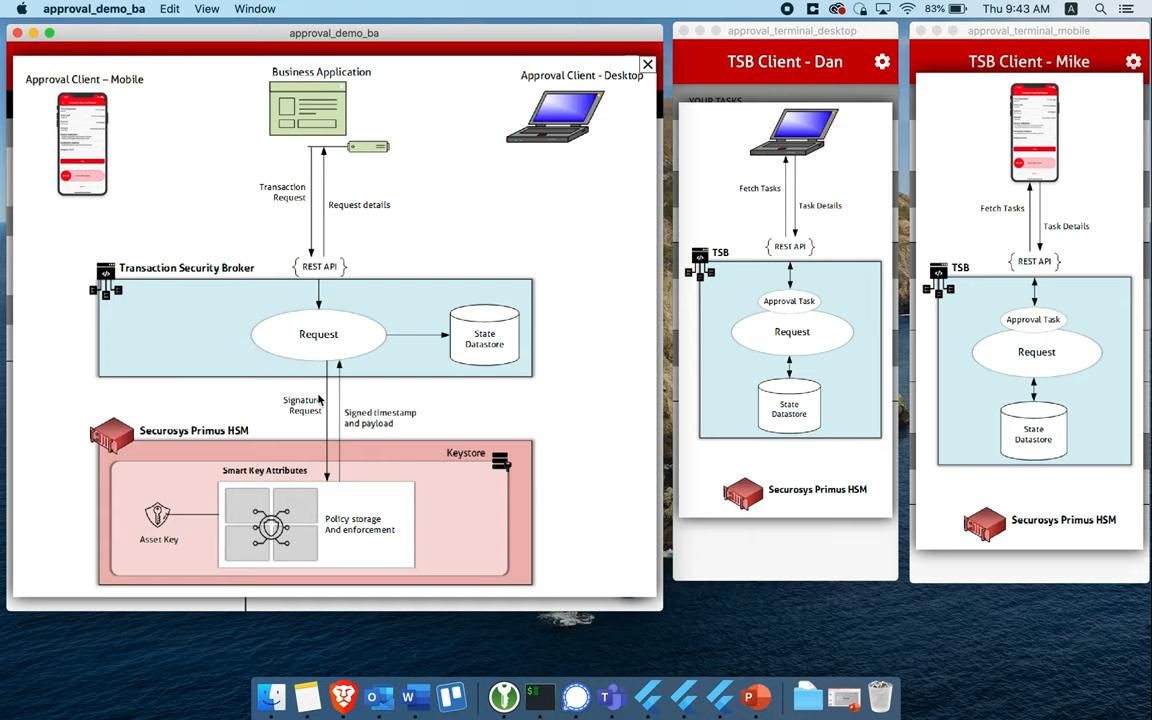 approval_demo_ba Edit View Window
83% Thu 9:43 AM A
approval_demo_ba
Approval Client – Mobile
Business Application
Approval Client - Desktop
Transaction
Request
Request details
Transaction Security Broker
{ REST API }
Request
State
Datastore
Signature
Request
Signed timestamp
and payload
Securosys Primus HSM
Keystore
Smart Key Attributes
Asset Key
Policy storage
And enforcement
approval_terminal_desktop
TSB Client - Dan
YOUR TASKS
Fetch Tasks
Task Details
{ REST API }
TSB
Approval Task
Request
State
Datastore
Securosys Primus HSM
approval_terminal_mobile
TSB Client - Mike
Fetch Tasks
Task Details
{ REST API }
TSB
Approval Task
Request
State
Datastore
Securosys Primus HSM